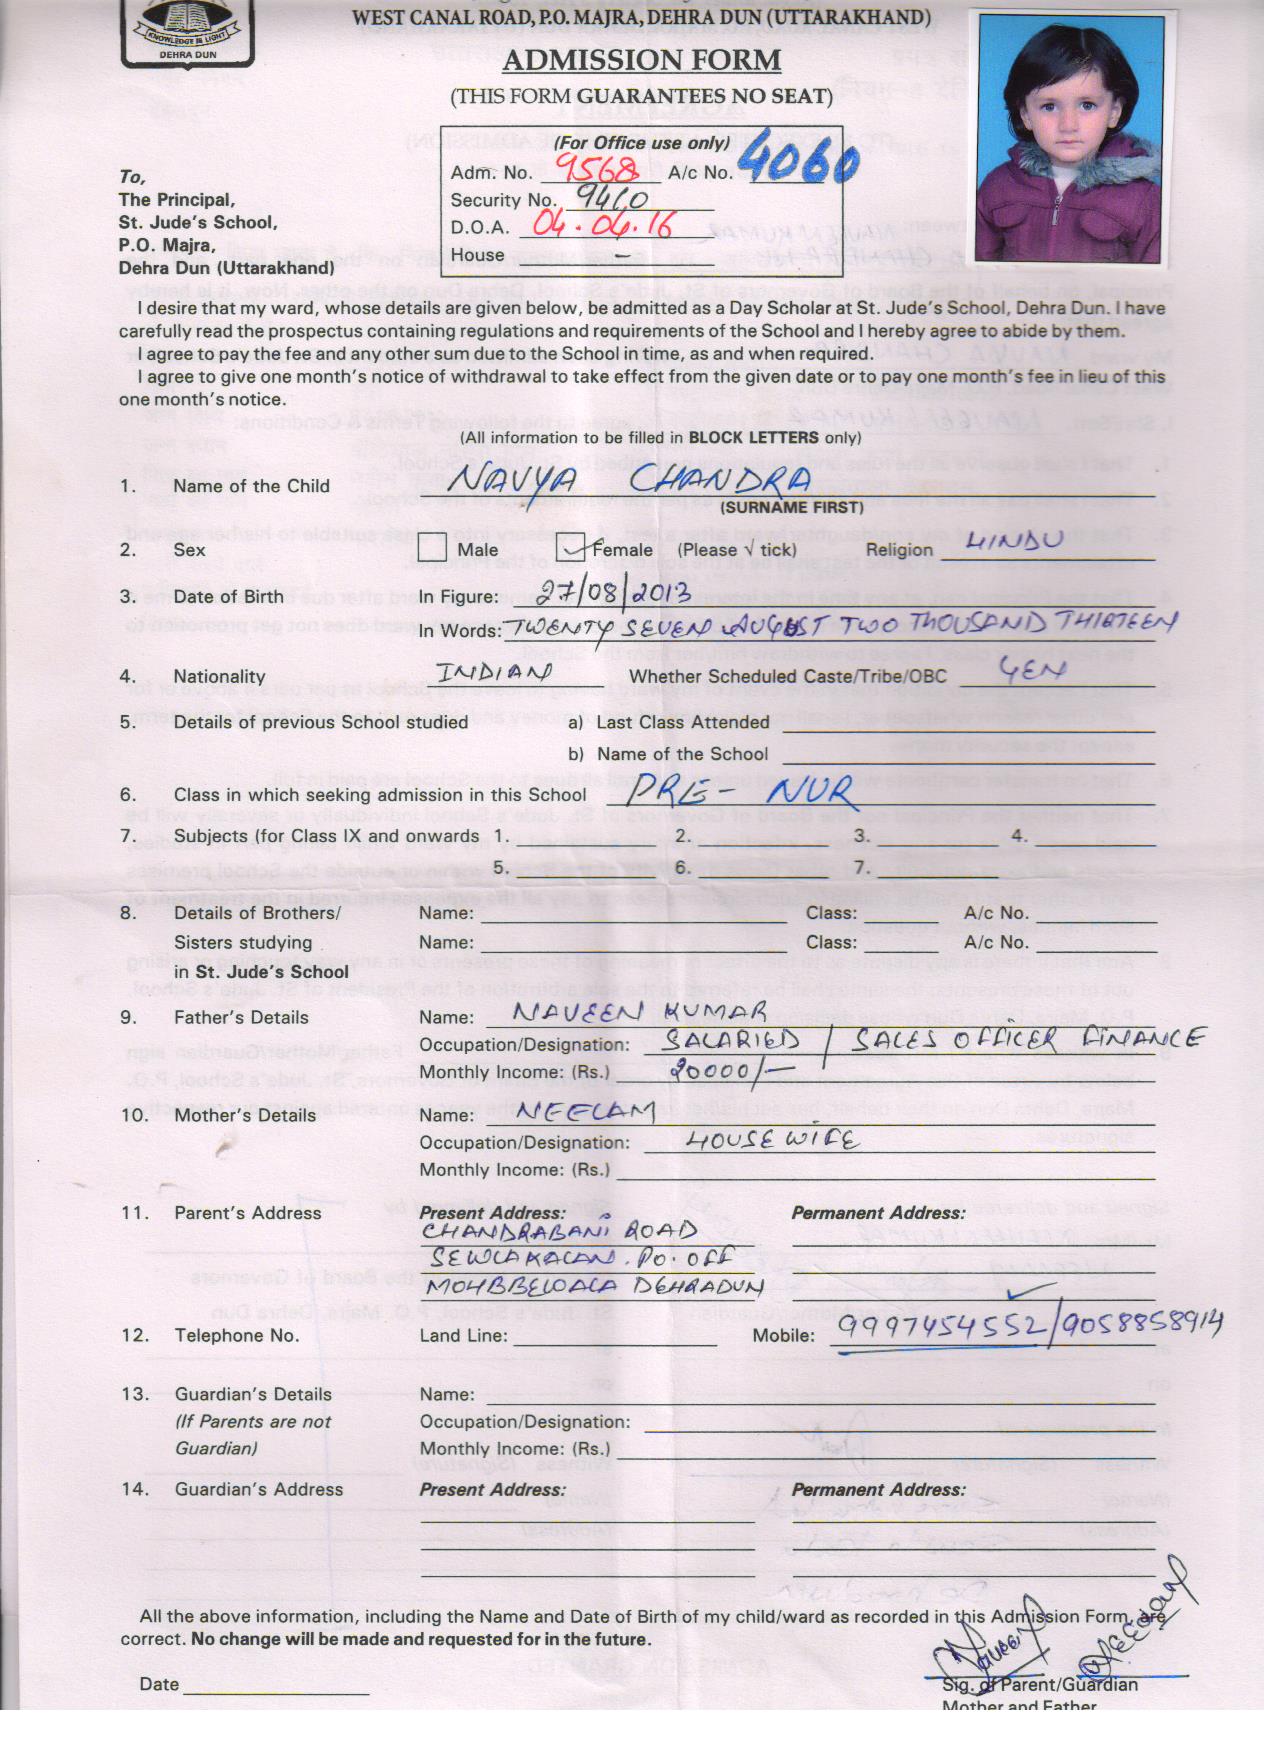 KNOWLEDGE IS LIGHT
DEHRA DUN
WEST CANAL ROAD, P.O. MAJRA, DEHRA DUN (UTTARAKHAND)
ADMISSION FORM
(THIS FORM GUARANTEES NO SEAT)
(For Office use only)
Adm. No. 9568 A/c No. 4060
Security No. 9410
D.O.A. 04.04.16
House –
To,
The Principal,
St. Jude's School,
P.O. Majra,
Dehra Dun (Uttarakhand)
I desire that my ward, whose details are given below, be admitted as a Day Scholar at St. Jude's School, Dehra Dun. I have
carefully read the prospectus containing regulations and requirements of the School and I hereby agree to abide by them.
I agree to pay the fee and any other sum due to the School in time, as and when required.
I agree to give one month's notice of withdrawal to take effect from the given date or to pay one month's fee in lieu of this
one month's notice.
(All information to be filled in BLOCK LETTERS only)
1. Name of the Child NAVYA CHANDRA
(SURNAME FIRST)
2. Sex Male ✓ Female (Please √ tick) Religion HINDU
3. Date of Birth In Figure: 27/08/2013
In Words: TWENTY SEVEN AUGUST TWO THOUSAND THIRTEEN
4. Nationality INDIAN Whether Scheduled Caste/Tribe/OBC GEN
5. Details of previous School studied a) Last Class Attended
b) Name of the School
6. Class in which seeking admission in this School PRE- NUR
7. Subjects (for Class IX and onwards 1. 2. 3. 4.
5. 6. 7.
8. Details of Brothers/ Name: Class: A/c No.
Sisters studying Name: Class: A/c No.
in St. Jude's School
9. Father's Details Name: NAVEEN KUMAR
Occupation/Designation: SALARIED / SALES OFFICER FINANCE
Monthly Income: (Rs.) 20000/-
10. Mother's Details Name: NEELAM
Occupation/Designation: HOUSE WIFE
Monthly Income: (Rs.)
11. Parent's Address Present Address: Permanent Address:
CHANDRABANI ROAD
SEWLAKALAN. PO. OFF
MOHBBEWALA DEHRADUN
12. Telephone No. Land Line: Mobile: 9997454552/9058858914
13. Guardian's Details Name:
(If Parents are not Occupation/Designation:
Guardian) Monthly Income: (Rs.)
14. Guardian's Address Present Address: Permanent Address:
All the above information, including the Name and Date of Birth of my child/ward as recorded in this Admission Form, are
correct. No change will be made and requested for in the future.
Naveen Neelam
Date Sig. of Parent/Guardian
Mother and Father